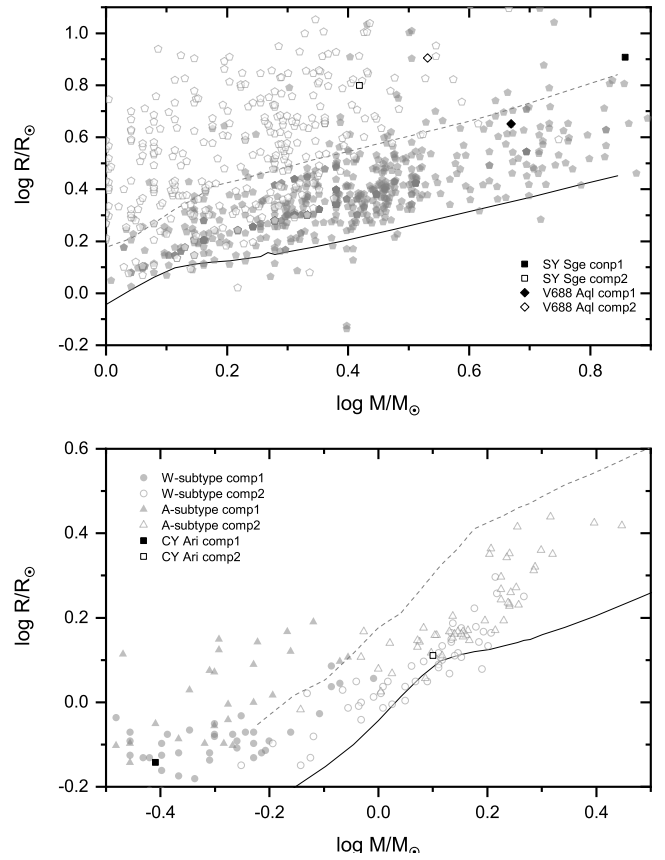 log R/R☉
1.0
0.8
0.6
0.4
0.2
0.0
-0.2
SY Sge conp1
SY Sge comp2
V688 Aql comp1
V688 Aql comp2
0.0 0.2 0.4 0.6 0.8
log M/M☉
log R/R☉
0.6
0.4
0.2
0.0
-0.2
W-subtype comp1
W-subtype comp2
A-subtype comp1
A-subtype comp2
CY Ari comp1
CY Ari comp2
-0.4 -0.2 0.0 0.2 0.4
log M/M☉